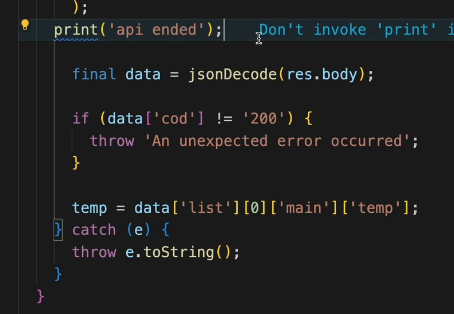 );
print('api ended');    Don't invoke 'print' i
final data = jsonDecode(res.body);
if (data['cod'] != '200') {
throw 'An unexpected error occurred';
}
temp = data['list'][0]['main']['temp'];
} catch (e) {
throw e.toString();
}
}